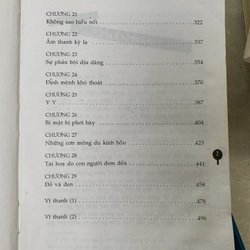 CHƯƠNG 21
Không sao hiểu nổi 322
CHƯƠNG 22
Âm thanh kỳ lạ 337
CHƯƠNG 23
Sự phản bội dịu dàng 354
CHƯƠNG 24
Định mệnh khó thoát 371
CHƯƠNG 25
Y Y 387
CHƯƠNG 26
Bí mật bị phơi bày 404
CHƯƠNG 27
Những cơn mộng du kinh hồn 423
CHƯƠNG 28
Tai họa do con người đem đến 441
CHƯƠNG 29
Đỏ và đen 458
Vĩ thanh (1) 476
Vĩ thanh (2) 496
7